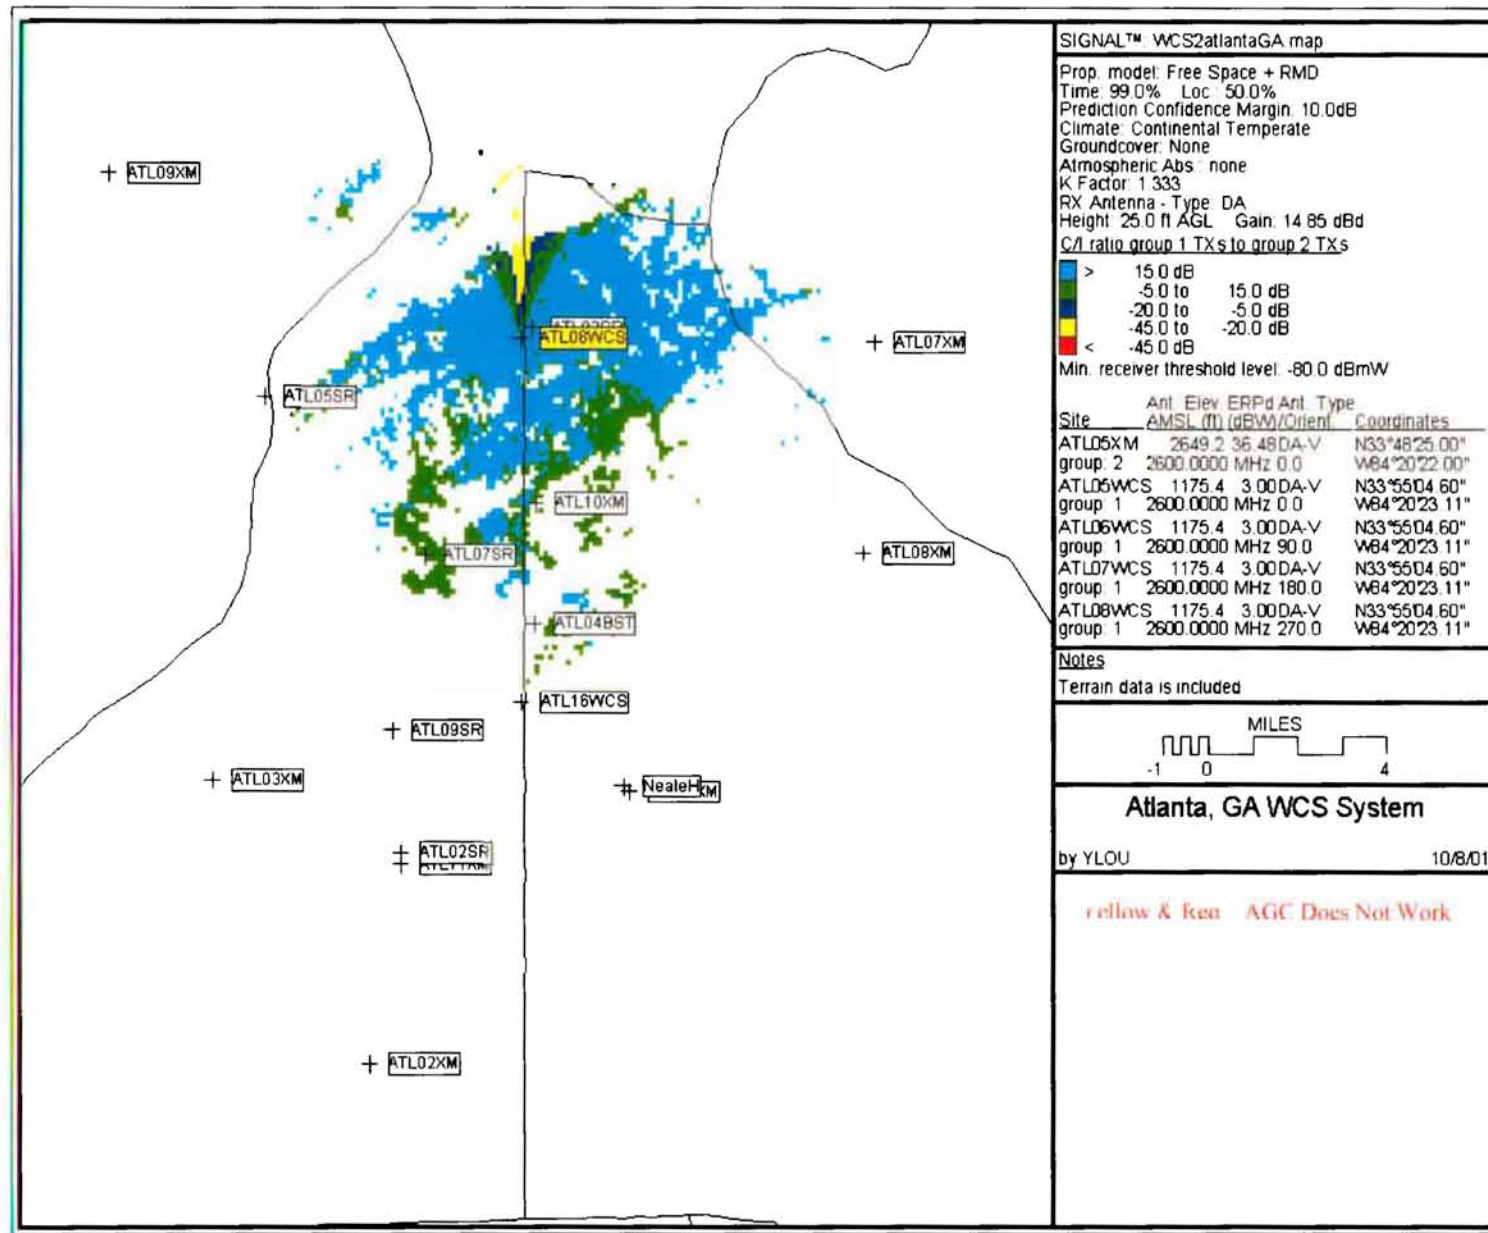 SIGNAL™: WCS2atlantaGA.map
Prop. model: Free Space + RMD
Time: 99.0% Loc.: 50.0%
Prediction Confidence Margin: 10.0dB
Climate: Continental Temperate
Groundcover: None
Atmospheric Abs.: none
K Factor: 1.333
RX Antenna - Type: DA
Height: 25.0 ft AGL Gain: 14.85 dBd
C/I ratio group 1 TXs to group 2 TXs
> 15.0 dB
-5.0 to 15.0 dB
-20.0 to -5.0 dB
-45.0 to -20.0 dB
< -45.0 dB
Min. receiver threshold level: -80.0 dBmW
Ant. Elev. ERPd Ant. Type
Site AMSL (ft) (dBW)/Orient. Coordinates
ATL05XM 2649.2 36.48 DA-V N33°48'25.00"
group: 2 2600.0000 MHz 0.0 W84°20'22.00"
ATL05WCS 1175.4 3.00 DA-V N33°55'04.60"
group: 1 2600.0000 MHz 0.0 W84°20'23.11"
ATL06WCS 1175.4 3.00 DA-V N33°55'04.60"
group: 1 2600.0000 MHz 90.0 W84°20'23.11"
ATL07WCS 1175.4 3.00 DA-V N33°55'04.60"
group: 1 2600.0000 MHz 180.0 W84°20'23.11"
ATL08WCS 1175.4 3.00 DA-V N33°55'04.60"
group: 1 2600.0000 MHz 270.0 W84°20'23.11"
Notes
Terrain data is included
MILES
-1 0 4
Atlanta, GA WCS System
by YLOU 10/8/01
AGC Does Not Work
ATL09XM
ATL08WCS
ATL07XM
ATL05SR
ATL10XM
ATL07SR
ATL08XM
ATL04BST
ATL16WCS
ATL09SR
ATL03XM
NealeH
ATL02SR
ATL02XM